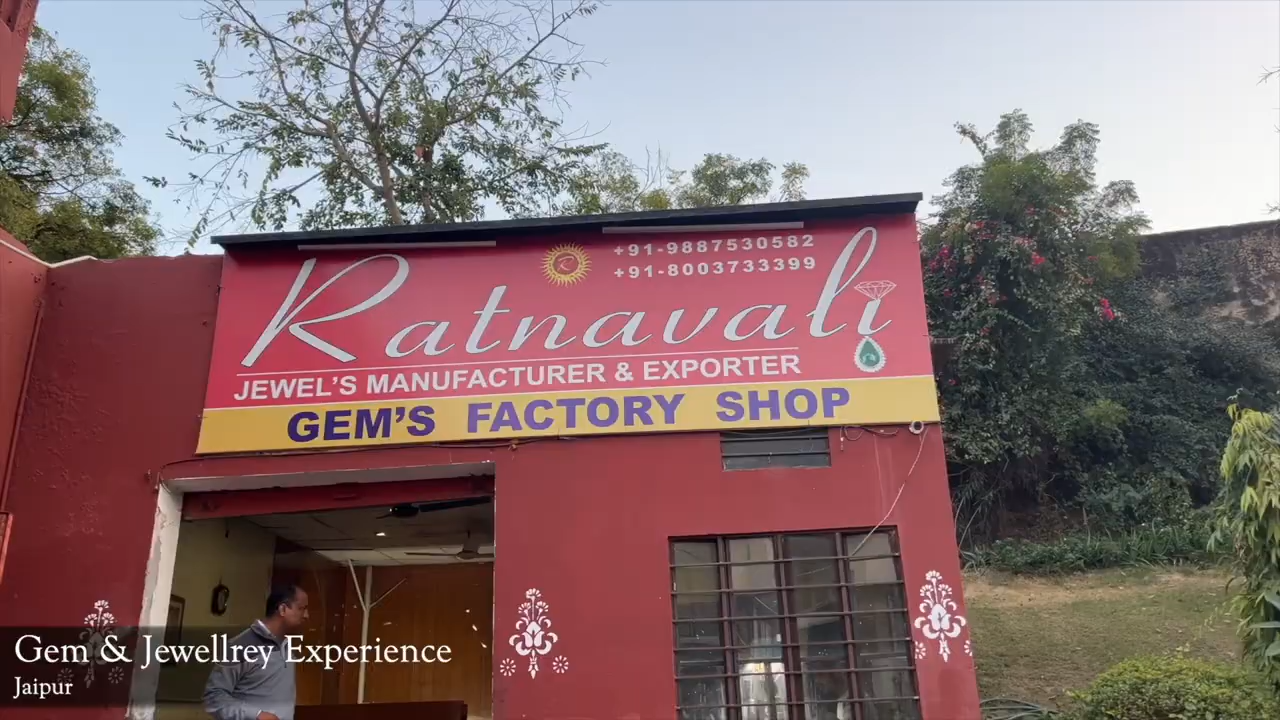 +91-9887530582
+91-8003733399
R
Ratnavali
JEWEL'S MANUFACTURER & EXPORTER
GEM'S FACTORY SHOP
Gem & Jewellrey Experience
Jaipur